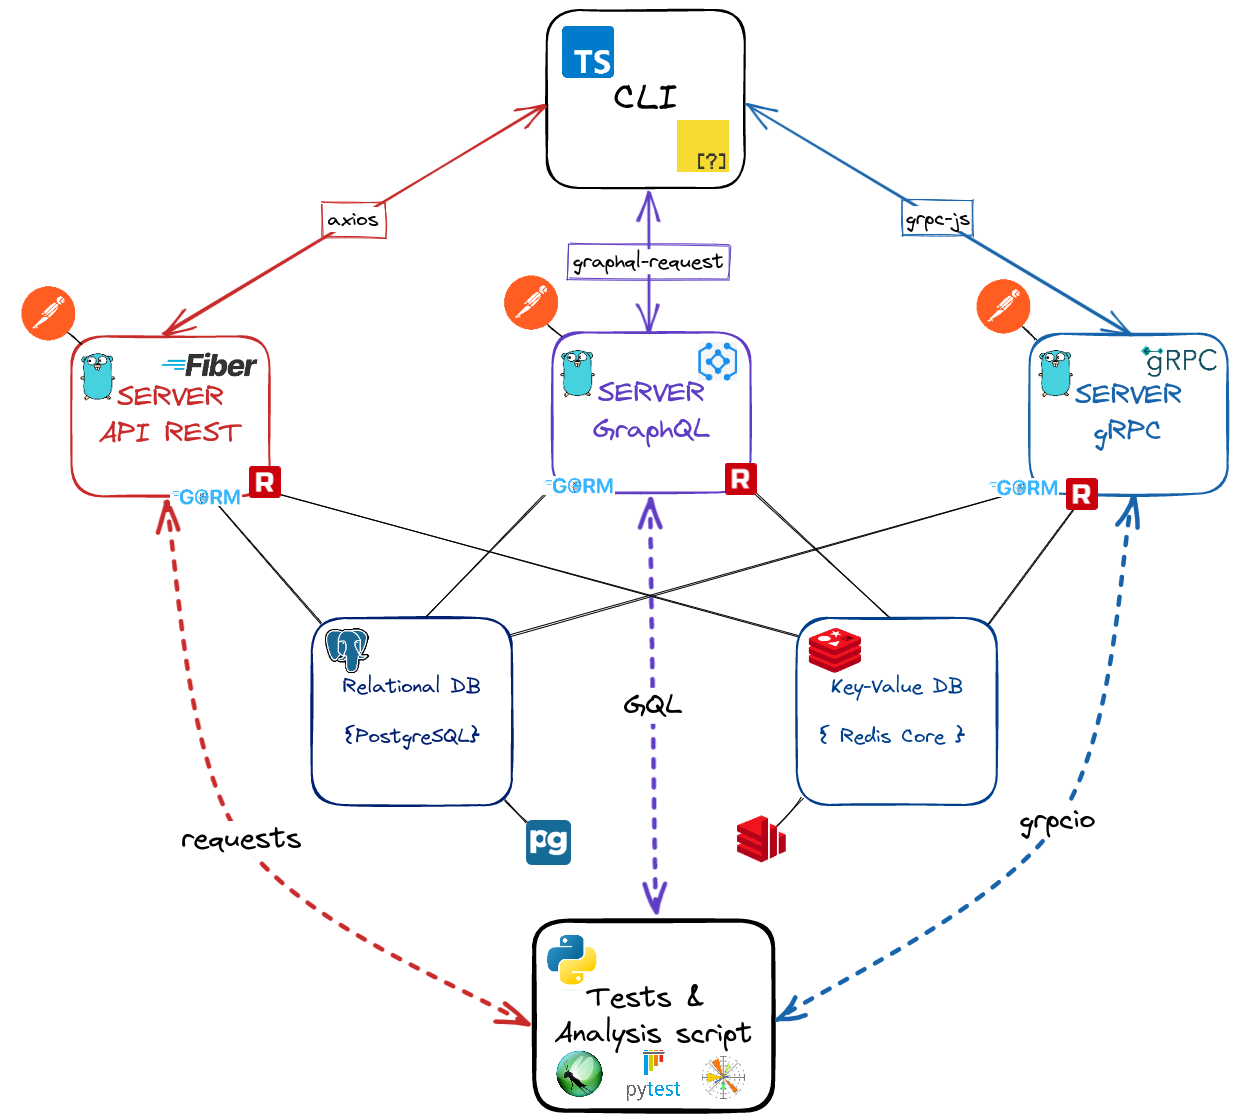 TS
CLI
[?]
axios
graphql-request
grpc-js
Fiber
SERVER
API REST
GORM
R
SERVER
GraphQL
GORM
R
gRPC
SERVER
gRPC
GORM
R
Relational DB
{PostgreSQL}
pg
GQL
Key-Value DB
{ Redis Core }
requests
grpcio
Tests &
Analysis script
pytest